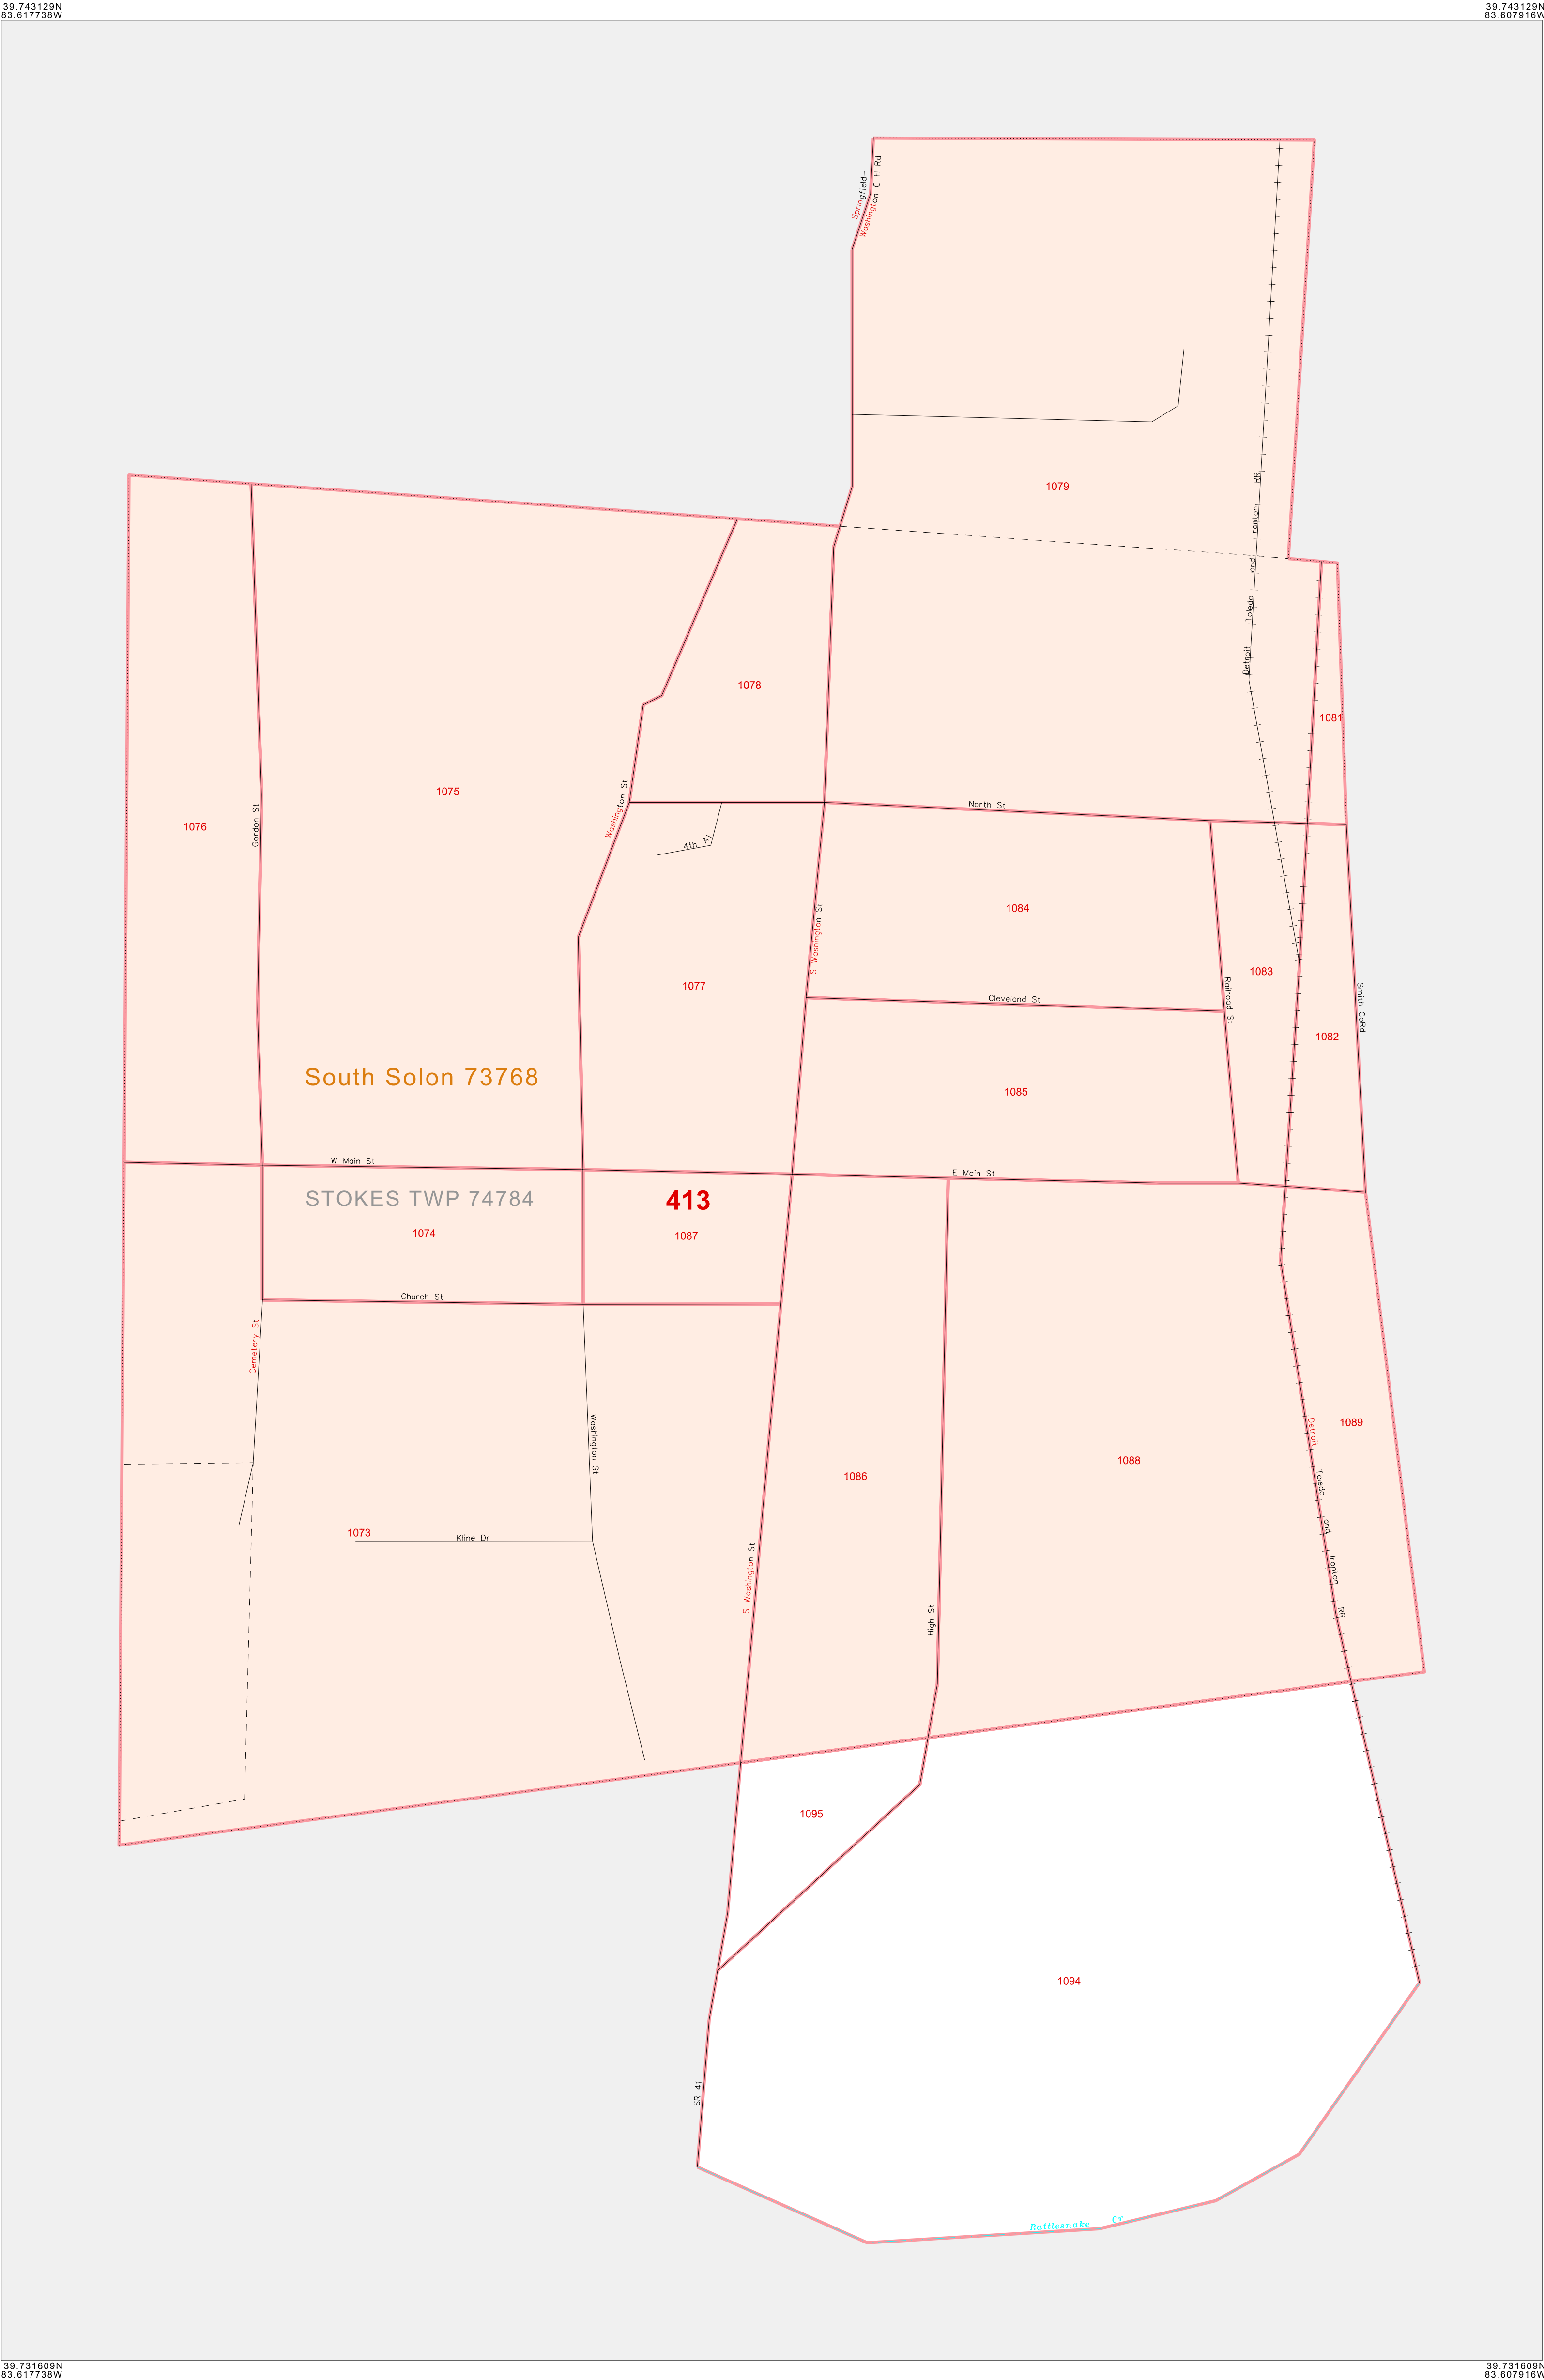 39.743129N
83.617738W
39.743129N
83.607916W
Springfield-
Washington C H Rd
1079
Detroit Toledo and Ironton RR
1078
1081
1075
1076
Gordon St
Washington St
North St
4th Al
1084
S Washington St
1083
1077
Cleveland St
Railroad St
Smith CoRd
1082
South Solon 73768
1085
W Main St
E Main St
STOKES TWP 74784
413
1074
1087
Church St
Cemetery St
1089
Detroit Toledo and Ironton RR
Washington St
1088
1086
1073
Kline Dr
S Washington St
High St
1095
1094
SR 41
Rattlesnake Cr
39.731609N
83.617738W
39.731609N
83.607916W